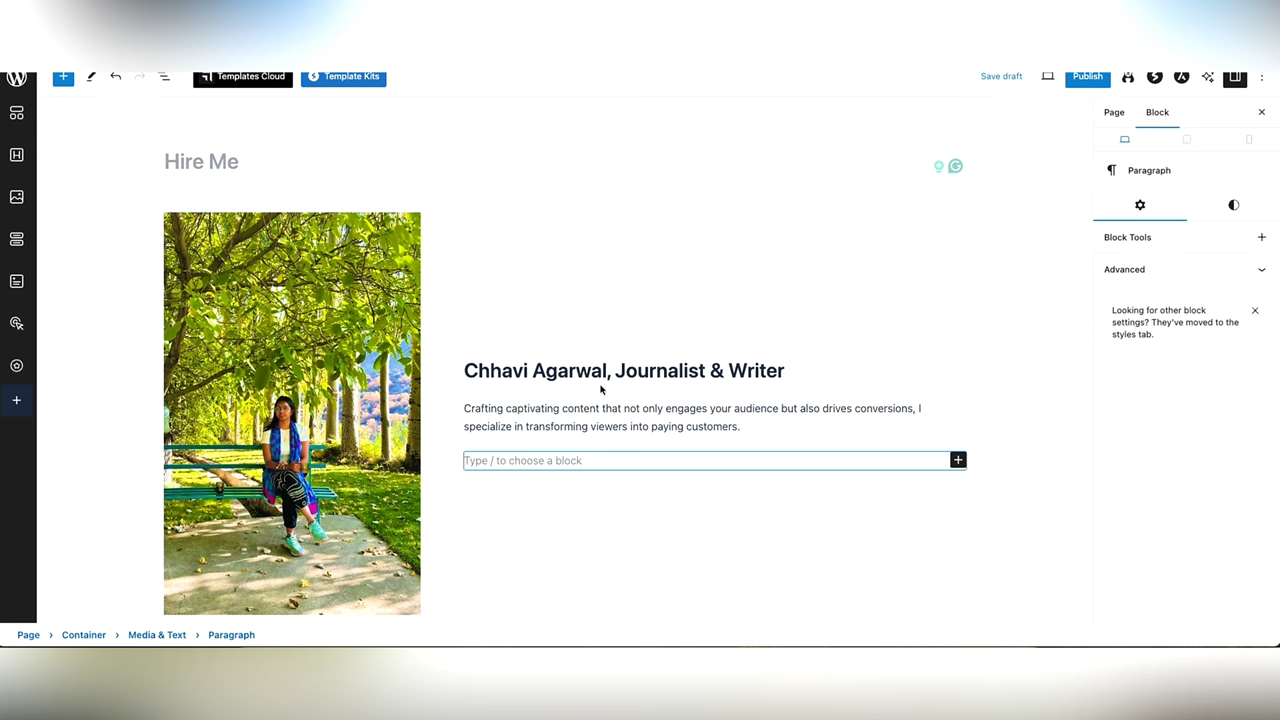 Templates Cloud
Template Kits
Save draft
Publish
Page
Block
Hire Me
Paragraph
Block Tools
Advanced
Looking for other block
settings? They've moved to the
styles tab.
Chhavi Agarwal, Journalist & Writer
Crafting captivating content that not only engages your audience but also drives conversions, I
specialize in transforming viewers into paying customers.
Type / to choose a block
Page > Container > Media & Text > Paragraph